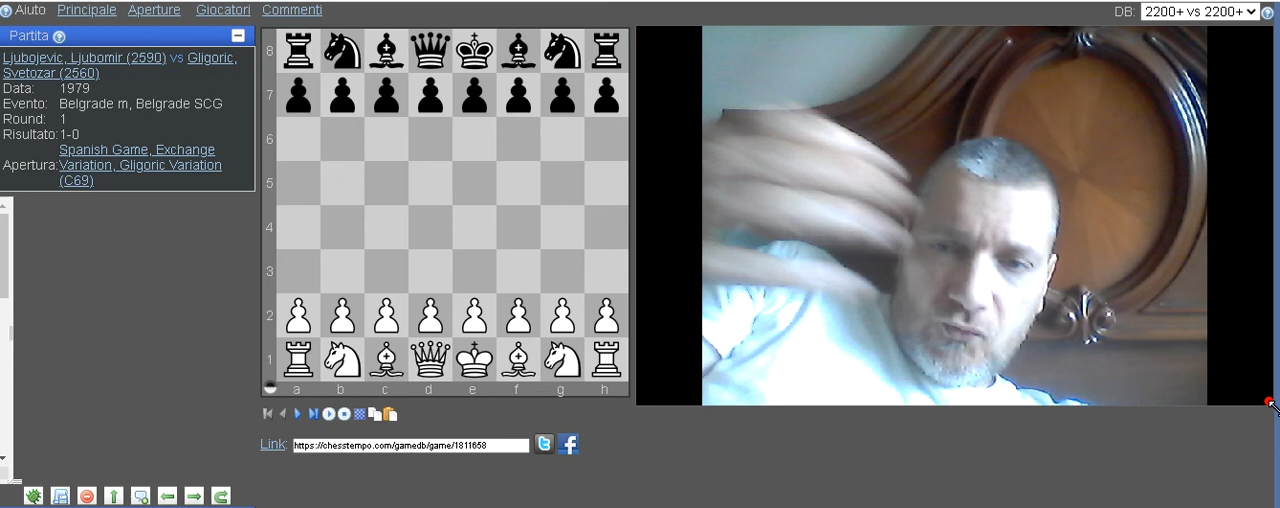 Aiuto Principale Aperture Giocatori Commenti
DB: 2200+ vs 2200+
Partita
Ljubojevic, Ljubomir (2590) vs Gligoric,
Svetozar (2560)
Data: 1979
Evento: Belgrade m, Belgrade SCG
Round: 1
Risultato: 1-0
Spanish Game, Exchange
Apertura: Variation, Gligoric Variation
(C69)
8
7
6
5
4
3
2
1
a b c d e f g h
Link: https://chesstempo.com/gamedb/game/1811658